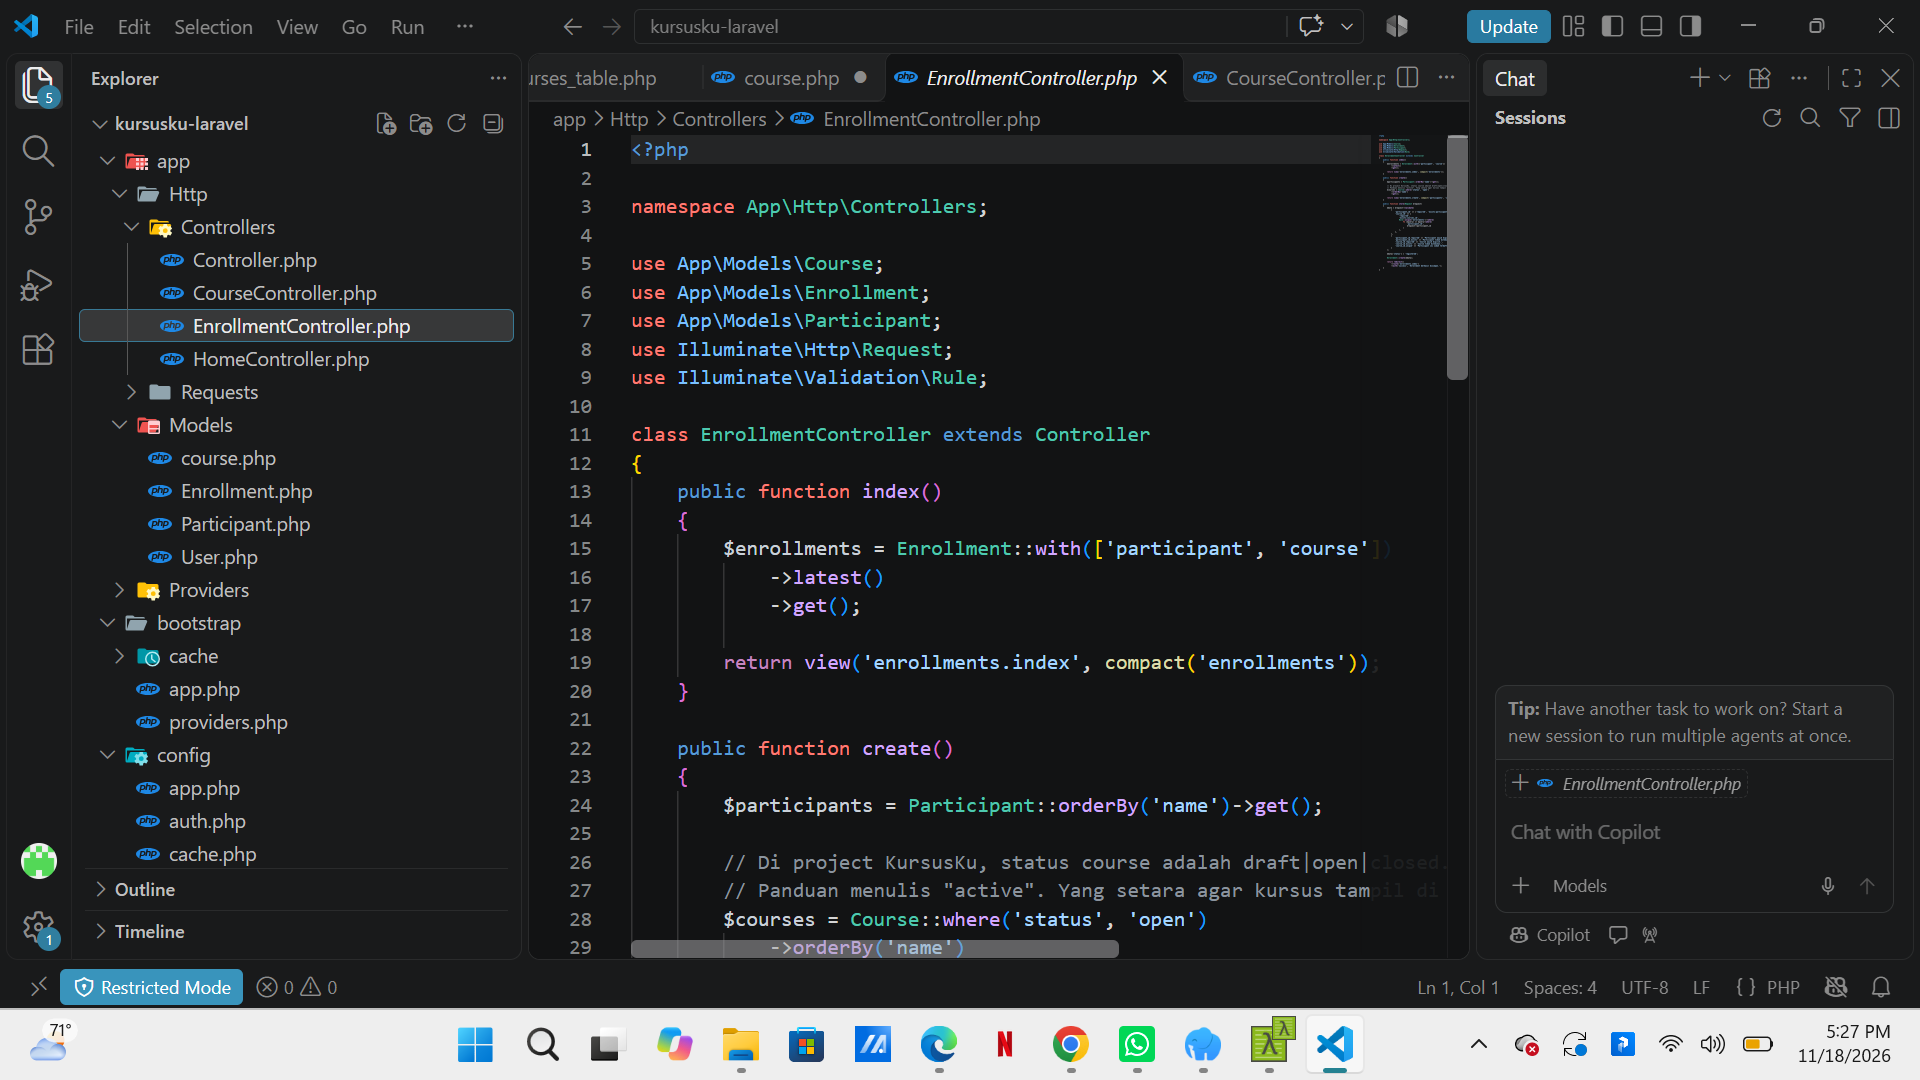 File Edit Selection View Go Run ···
kursusku-laravel
Update
Explorer
5
kursusku-laravel
app
Http
Controllers
Controller.php
CourseController.php
EnrollmentController.php
HomeController.php
Requests
Models
course.php
Enrollment.php
Participant.php
User.php
Providers
bootstrap
cache
app.php
providers.php
config
app.php
auth.php
cache.php
Outline
Timeline
1
urses_table.php
php course.php
php EnrollmentController.php
php CourseController.p
app > Http > Controllers > php EnrollmentController.php
1 <?php
2
3 namespace App\Http\Controllers;
4
5 use App\Models\Course;
6 use App\Models\Enrollment;
7 use App\Models\Participant;
8 use Illuminate\Http\Request;
9 use Illuminate\Validation\Rule;
10
11 class EnrollmentController extends Controller
12 {
13 public function index()
14 {
15 $enrollments = Enrollment::with(['participant', 'course'])
16 ->latest()
17 ->get();
18
19 return view('enrollments.index', compact('enrollments'));
20 }
21
22 public function create()
23 {
24 $participants = Participant::orderBy('name')->get();
25
26 // Di project KursusKu, status course adalah draft|open|closed.
27 // Panduan menulis "active". Yang setara agar kursus tampil di
28 $courses = Course::where('status', 'open')
29 ->orderBy('name')
Chat
Sessions
Tip: Have another task to work on? Start a
new session to run multiple agents at once.
+ php EnrollmentController.php
Chat with Copilot
Models
Copilot
Restricted Mode
0 0
Ln 1, Col 1 Spaces: 4 UTF-8 LF { } PHP
71°
5:27 PM
11/18/2026